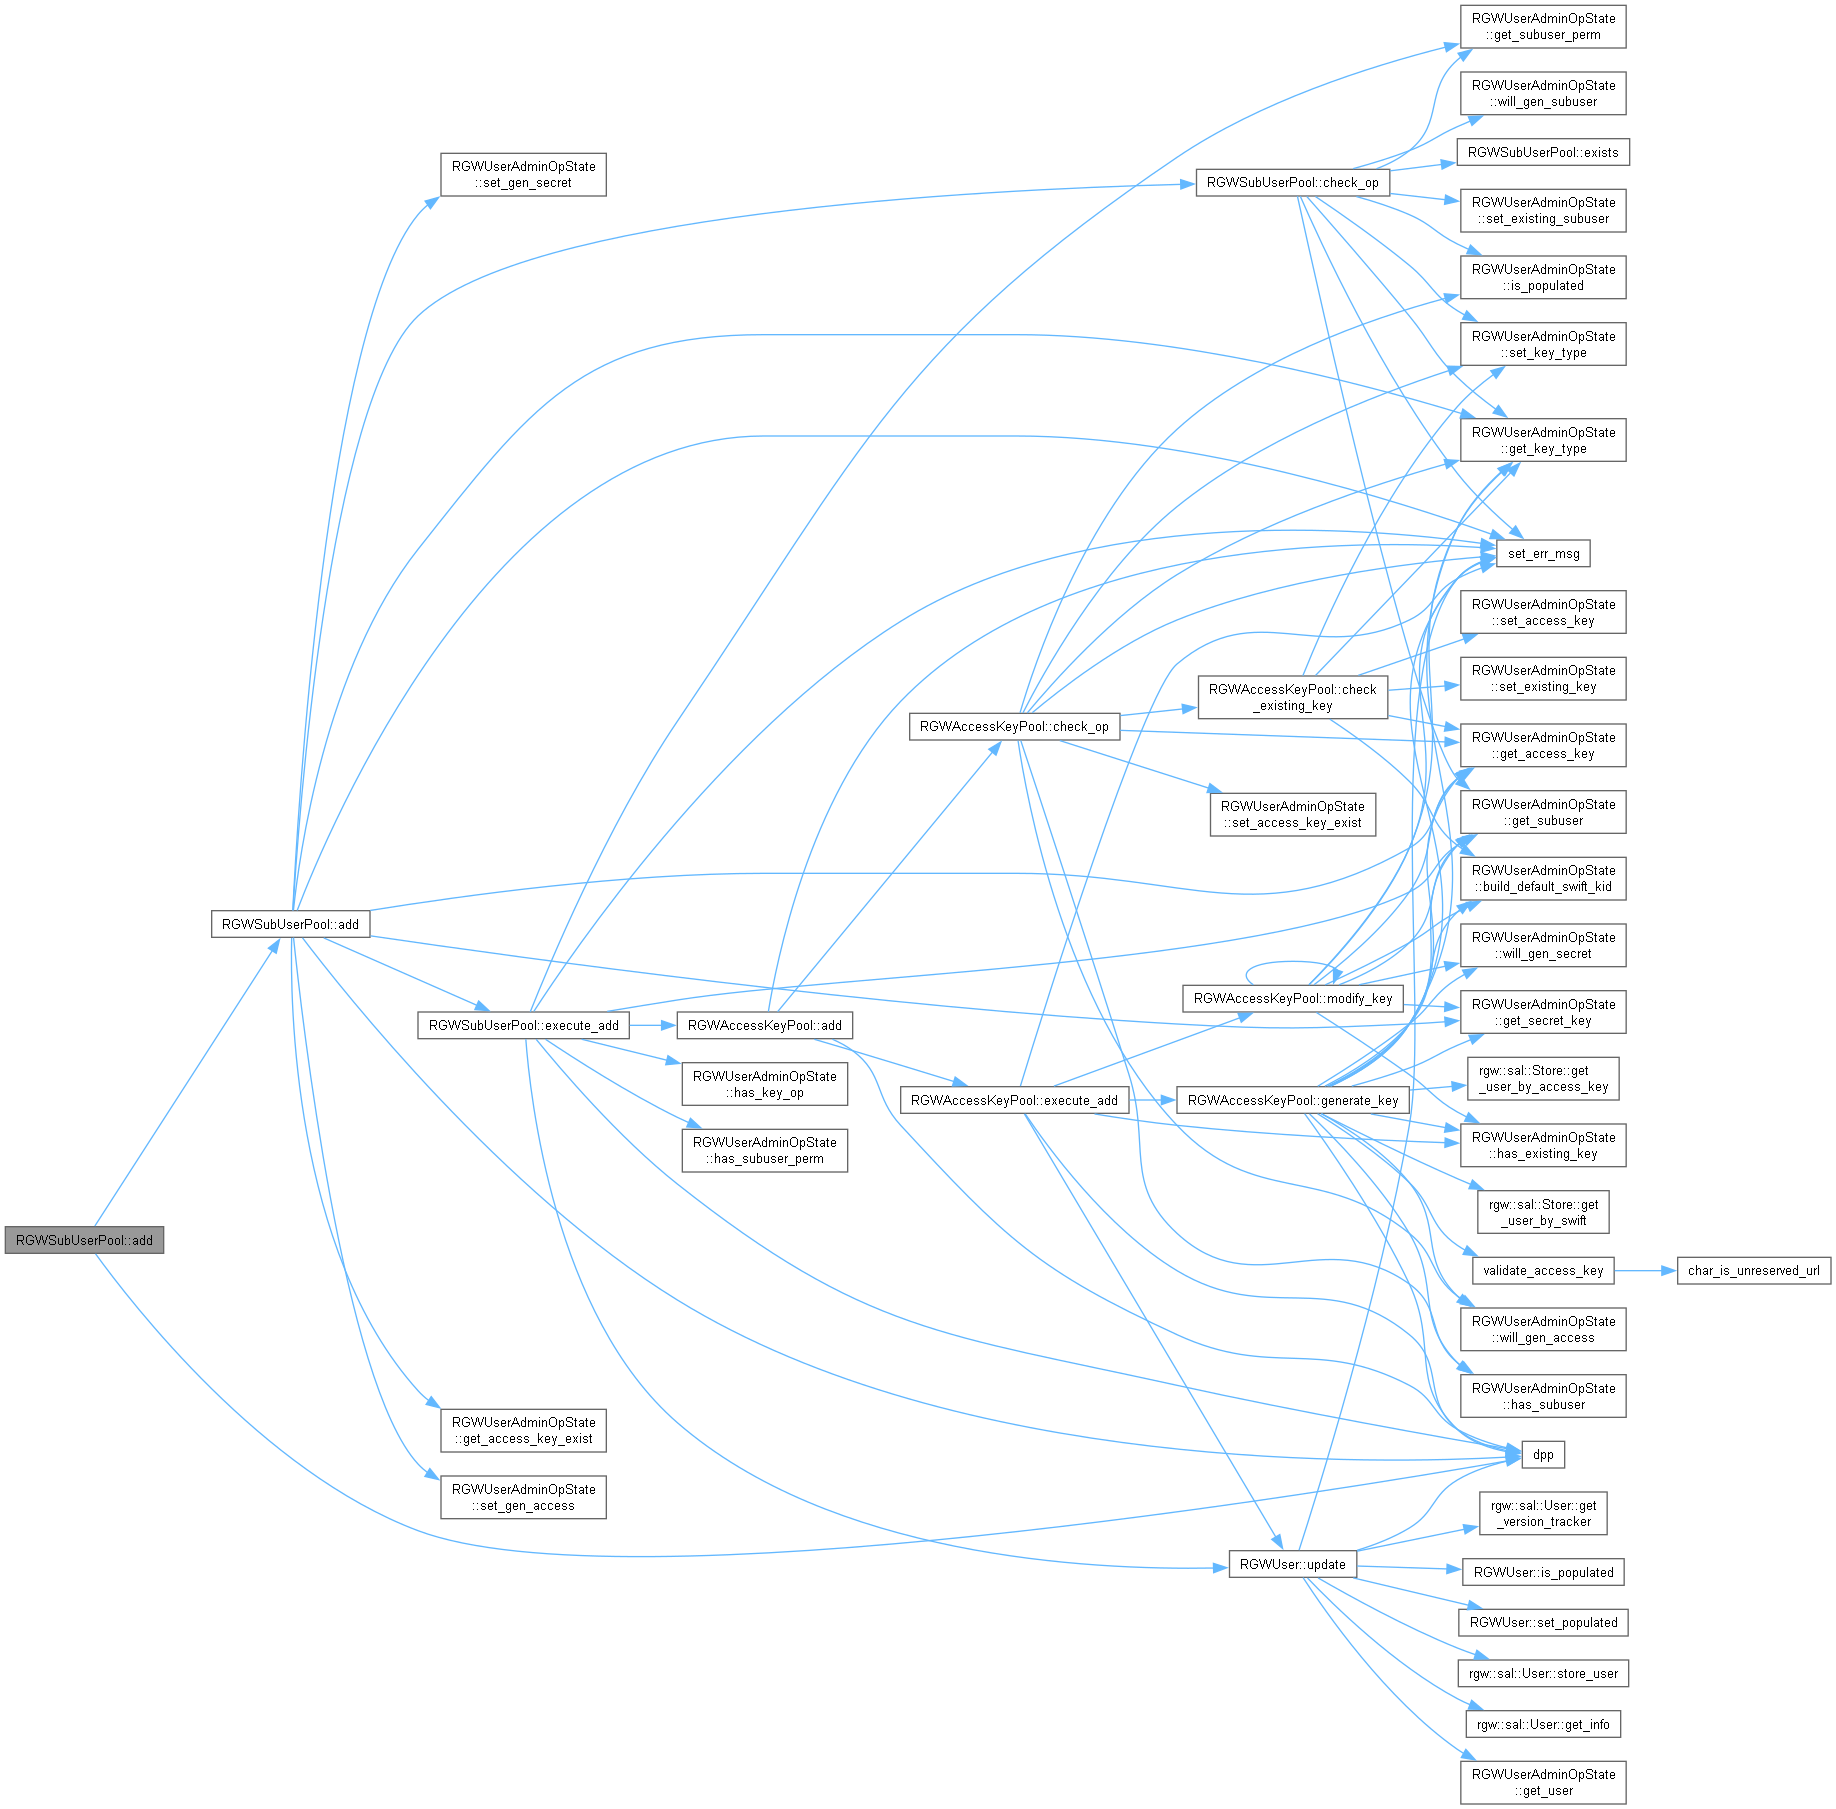 RGWSubUserPool::add
RGWSubUserPool::add
RGWUserAdminOpState
::set_gen_secret
RGWSubUserPool::execute_add
RGWUserAdminOpState
::get_access_key_exist
RGWUserAdminOpState
::set_gen_access
RGWAccessKeyPool::add
RGWUserAdminOpState
::has_key_op
RGWUserAdminOpState
::has_subuser_perm
RGWAccessKeyPool::check_op
RGWAccessKeyPool::execute_add
RGWSubUserPool::check_op
RGWAccessKeyPool::check
_existing_key
RGWUserAdminOpState
::set_access_key_exist
RGWAccessKeyPool::modify_key
RGWAccessKeyPool::generate_key
RGWUser::update
RGWUserAdminOpState
::get_subuser_perm
RGWUserAdminOpState
::will_gen_subuser
RGWSubUserPool::exists
RGWUserAdminOpState
::set_existing_subuser
RGWUserAdminOpState
::is_populated
RGWUserAdminOpState
::set_key_type
RGWUserAdminOpState
::get_key_type
set_err_msg
RGWUserAdminOpState
::set_access_key
RGWUserAdminOpState
::set_existing_key
RGWUserAdminOpState
::get_access_key
RGWUserAdminOpState
::get_subuser
RGWUserAdminOpState
::build_default_swift_kid
RGWUserAdminOpState
::will_gen_secret
RGWUserAdminOpState
::get_secret_key
rgw::sal::Store::get
_user_by_access_key
RGWUserAdminOpState
::has_existing_key
rgw::sal::Store::get
_user_by_swift
validate_access_key
char_is_unreserved_url
RGWUserAdminOpState
::will_gen_access
RGWUserAdminOpState
::has_subuser
dpp
rgw::sal::User::get
_version_tracker
RGWUser::is_populated
RGWUser::set_populated
rgw::sal::User::store_user
rgw::sal::User::get_info
RGWUserAdminOpState
::get_user